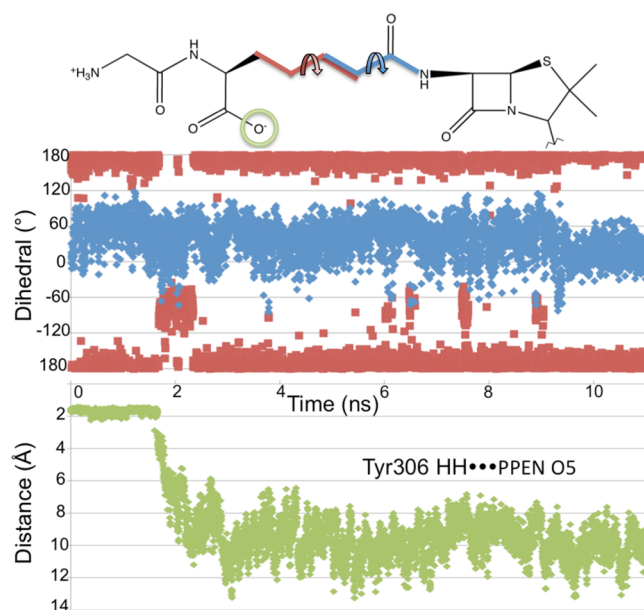 O
H
N
S
⁺H₃N
N
H
N
O
O
O⁻
O
180
120
60
0
-60
-120
180
Dihedral (°)
0 2 4 6 8 10
Time (ns)
2
4
6
8
10
12
14
Distance (Å)
Tyr306 HH•••PPEN O5